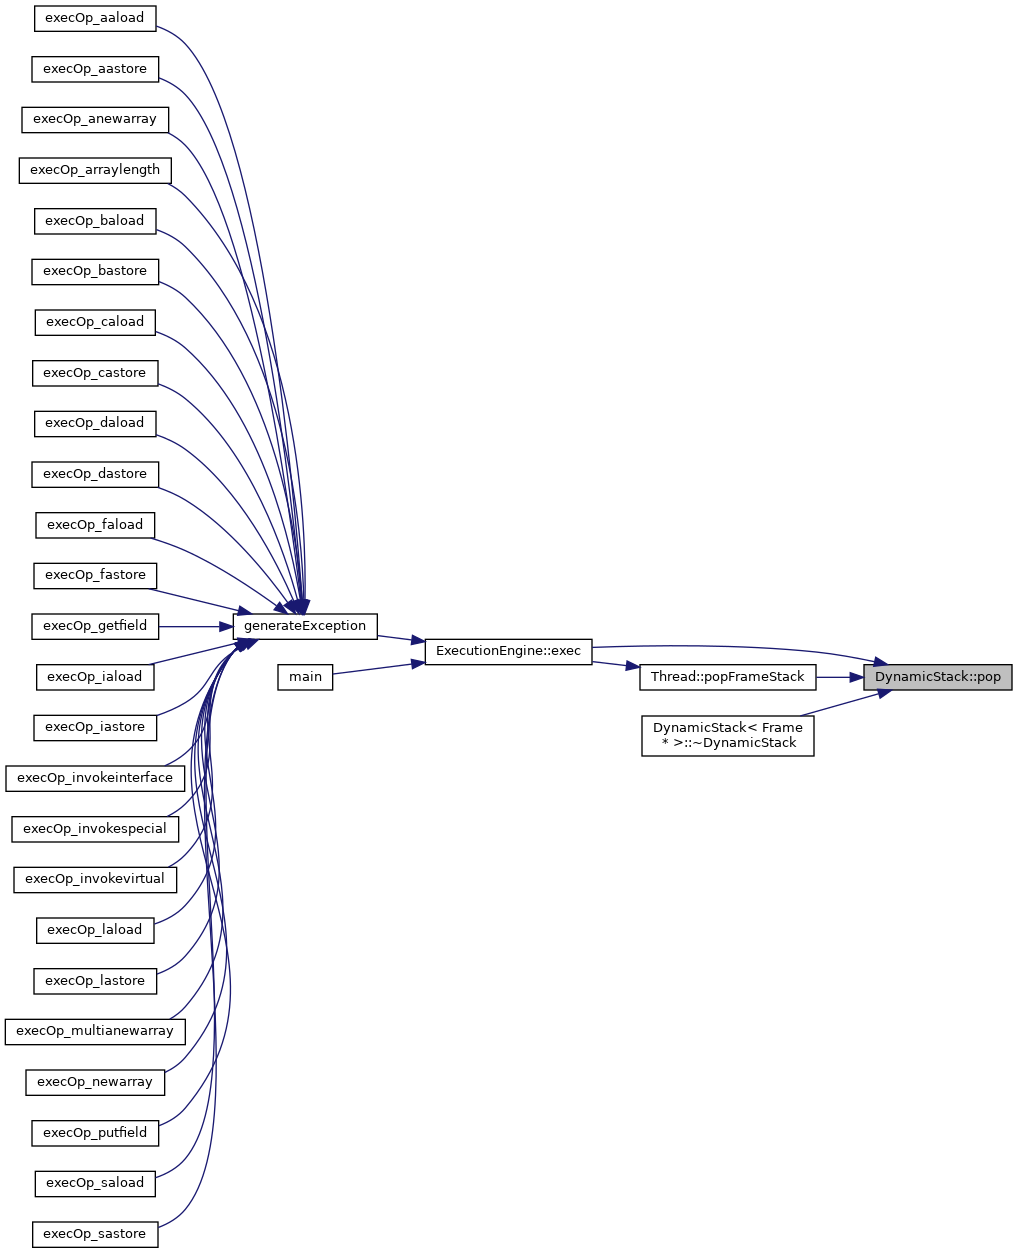 execOp_aaload
execOp_aastore
execOp_anewarray
execOp_arraylength
execOp_baload
execOp_bastore
execOp_caload
execOp_castore
execOp_daload
execOp_dastore
execOp_faload
execOp_fastore
execOp_getfield
execOp_iaload
execOp_iastore
execOp_invokeinterface
execOp_invokespecial
execOp_invokevirtual
execOp_laload
execOp_lastore
execOp_multianewarray
execOp_newarray
execOp_putfield
execOp_saload
execOp_sastore
generateException
main
ExecutionEngine::exec
Thread::popFrameStack
DynamicStack< Frame
* >::~DynamicStack
DynamicStack::pop